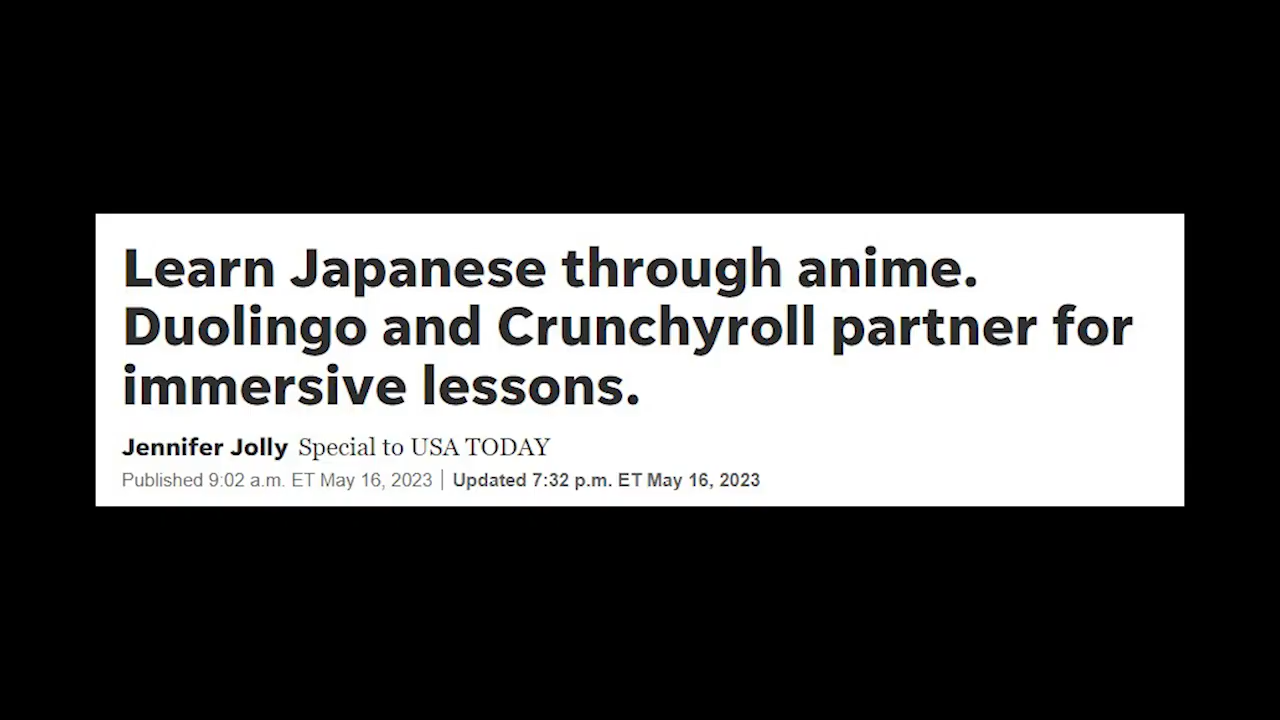 Learn Japanese through anime.
Duolingo and Crunchyroll partner for
immersive lessons.
Jennifer Jolly Special to USA TODAY
Published 9:02 a.m. ET May 16, 2023 | Updated 7:32 p.m. ET May 16, 2023